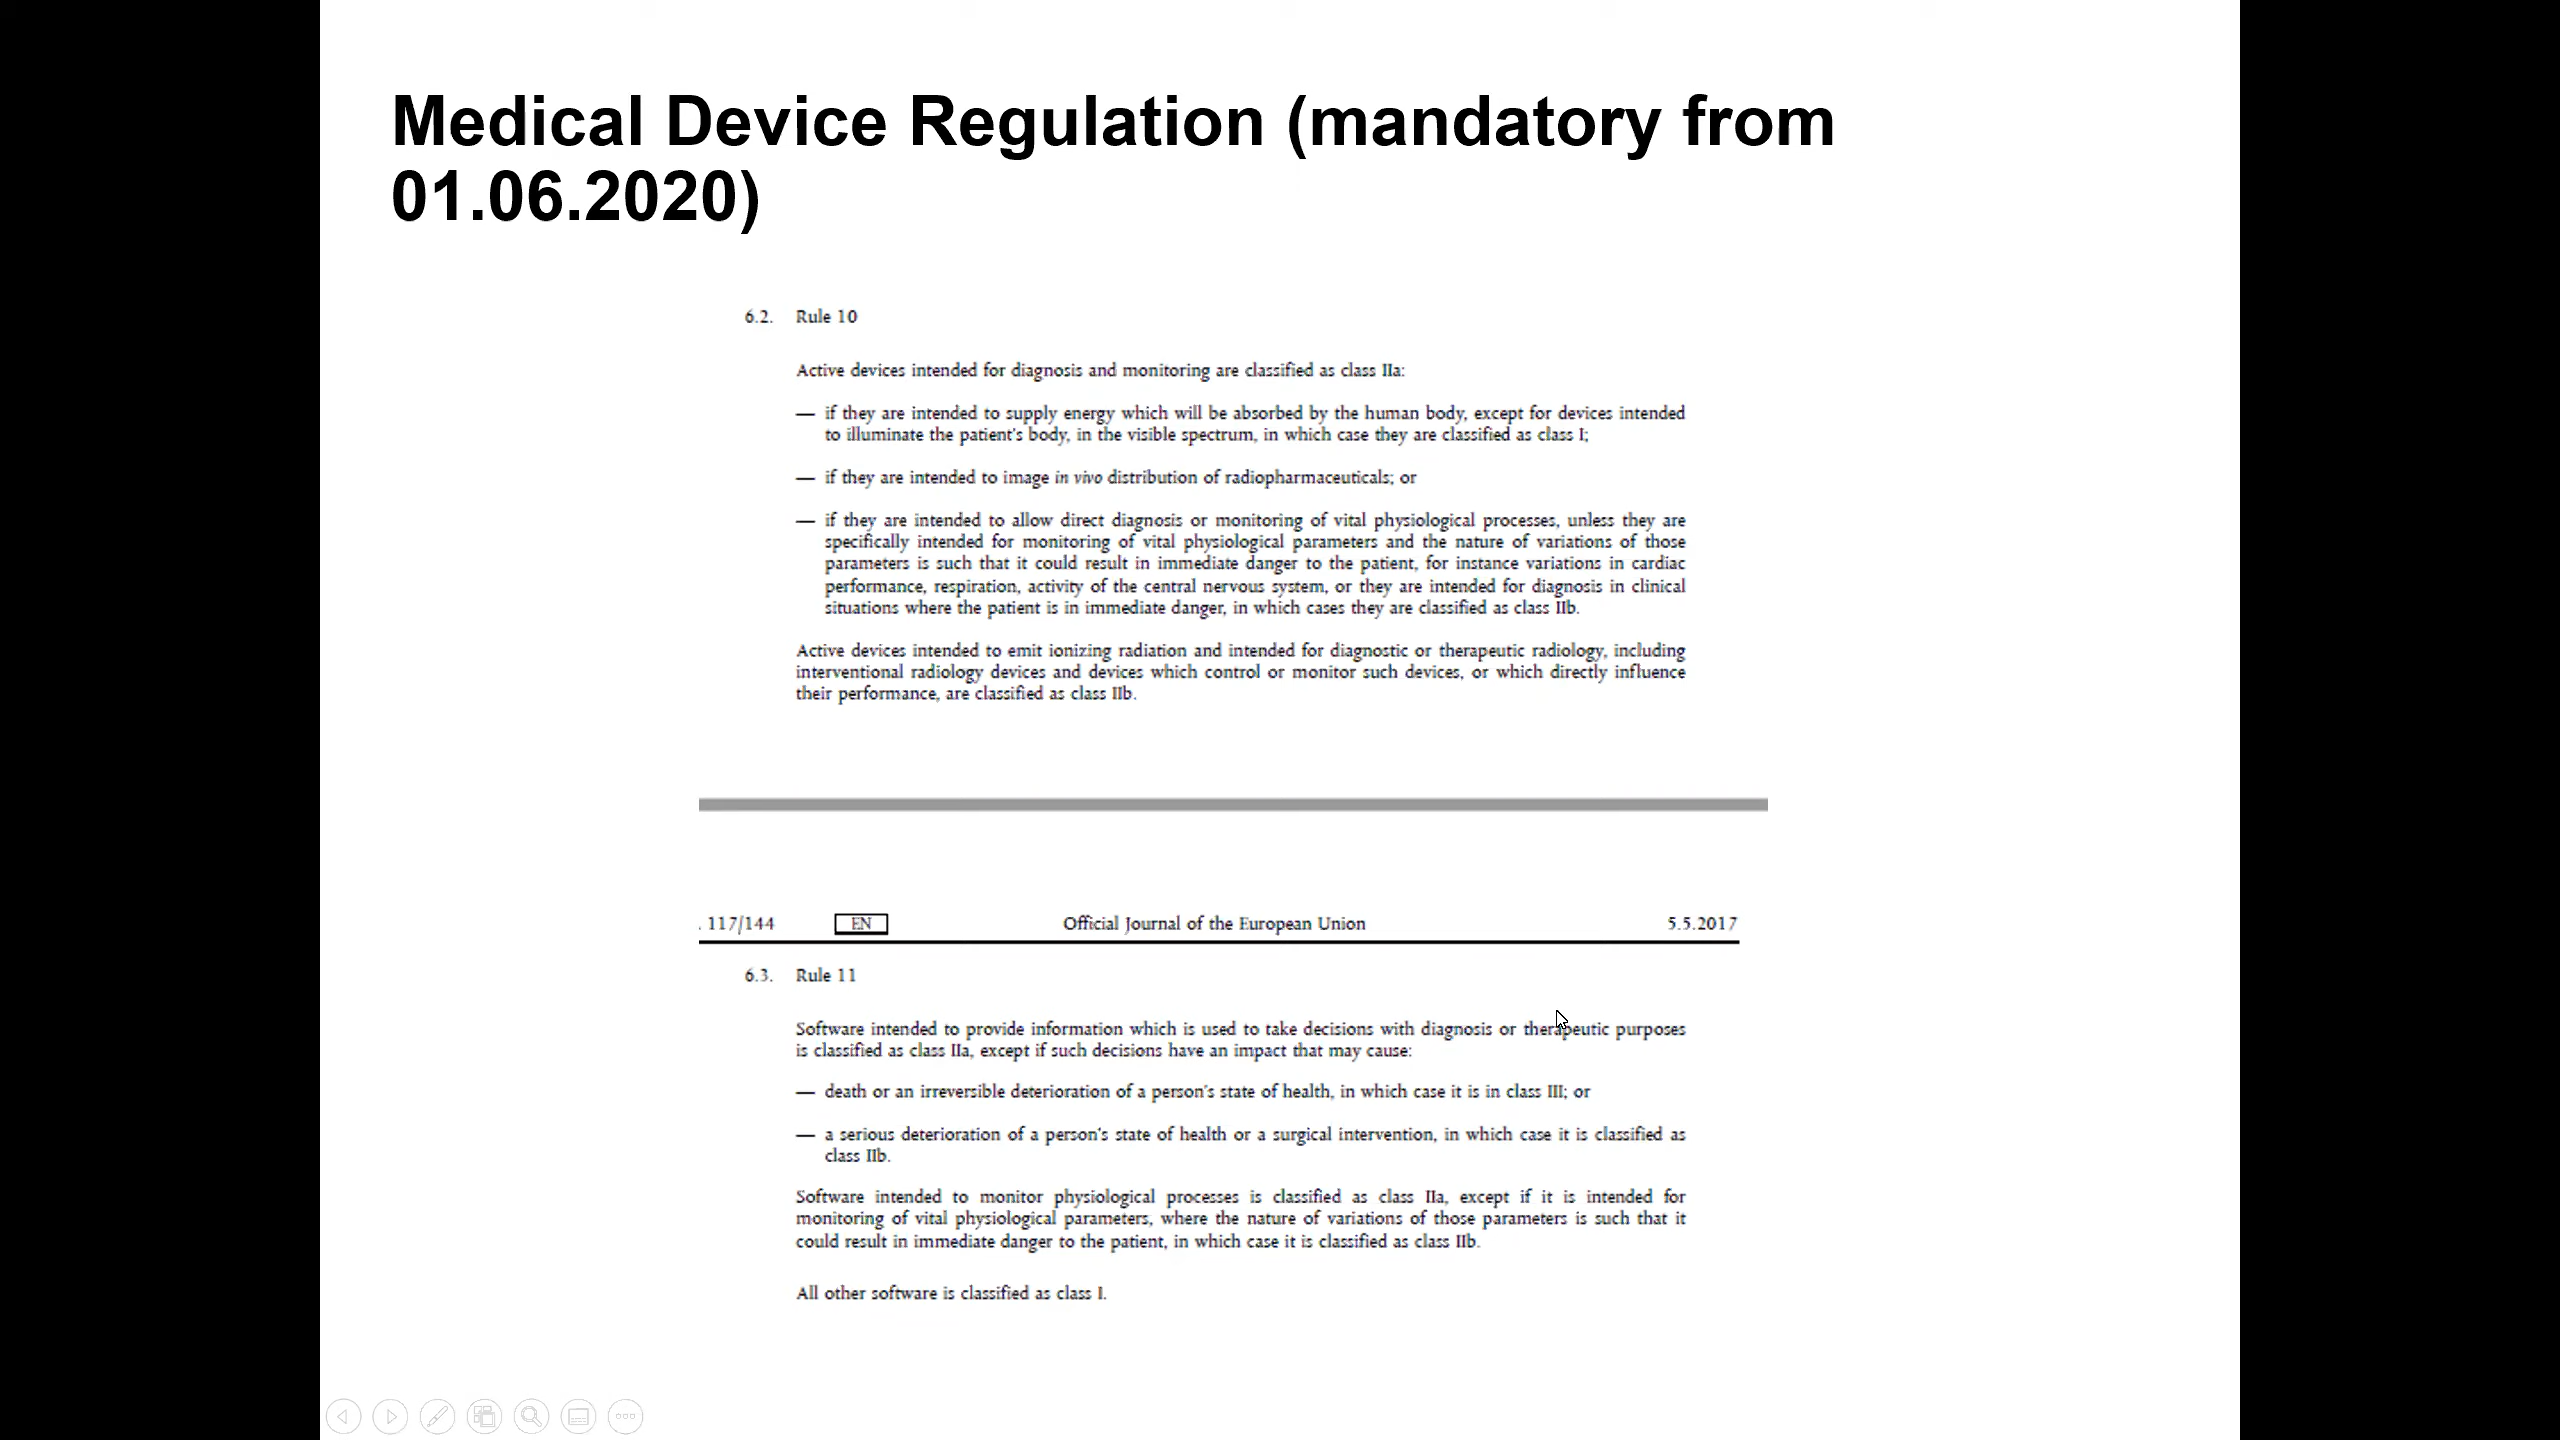 Medical Device Regulation (mandatory from
01.06.2020)
6.2. Rule 10
Active devices intended for diagnosis and monitoring are classified as class IIa:
— if they are intended to supply energy which will be absorbed by the human body, except for devices intended
to illuminate the patient's body, in the visible spectrum, in which case they are classified as class I;
— if they are intended to image in vivo distribution of radiopharmaceuticals; or
— if they are intended to allow direct diagnosis or monitoring of vital physiological processes, unless they are
specifically intended for monitoring of vital physiological parameters and the nature of variations of those
parameters is such that it could result in immediate danger to the patient, for instance variations in cardiac
performance, respiration, activity of the central nervous system, or they are intended for diagnosis in clinical
situations where the patient is in immediate danger, in which cases they are classified as class IIb.
Active devices intended to emit ionizing radiation and intended for diagnostic or therapeutic radiology, including
interventional radiology devices and devices which control or monitor such devices, or which directly influence
their performance, are classified as class IIb.
. 117/144 EN Official Journal of the European Union 5.5.2017
6.3. Rule 11
Software intended to provide information which is used to take decisions with diagnosis or therapeutic purposes
is classified as class IIa, except if such decisions have an impact that may cause:
— death or an irreversible deterioration of a person's state of health, in which case it is in class III; or
— a serious deterioration of a person's state of health or a surgical intervention, in which case it is classified as
class IIb.
Software intended to monitor physiological processes is classified as class IIa, except if it is intended for
monitoring of vital physiological parameters, where the nature of variations of those parameters is such that it
could result in immediate danger to the patient, in which case it is classified as class IIb.
All other software is classified as class I.